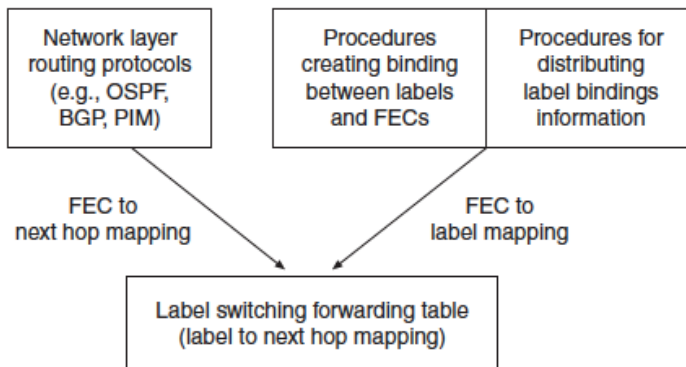 Network layer
routing protocols
(e.g., OSPF,
BGP, PIM)
Procedures
creating binding
between labels
and FECs
Procedures for
distributing
label bindings
information
FEC to
next hop mapping
FEC to
label mapping
Label switching forwarding table
(label to next hop mapping)